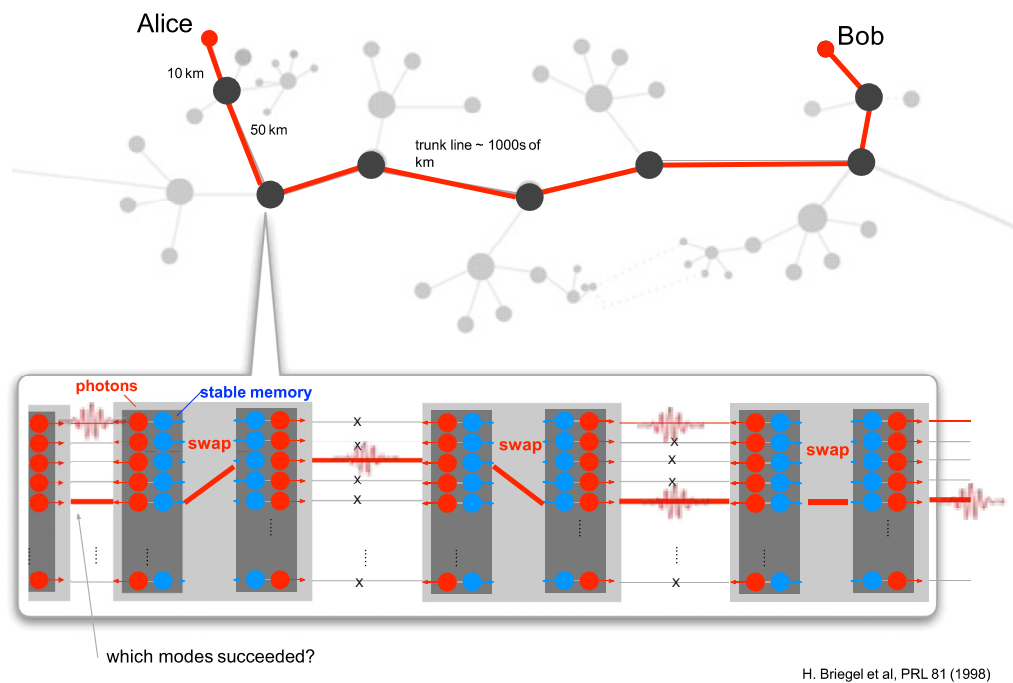 Alice
Bob
10 km
50 km
trunk line ~ 1000s of
km
photons
stable memory
swap
swap
swap
x
x
x
x
x
x
x
x
x
which modes succeeded?
H. Briegel et al, PRL 81 (1998)